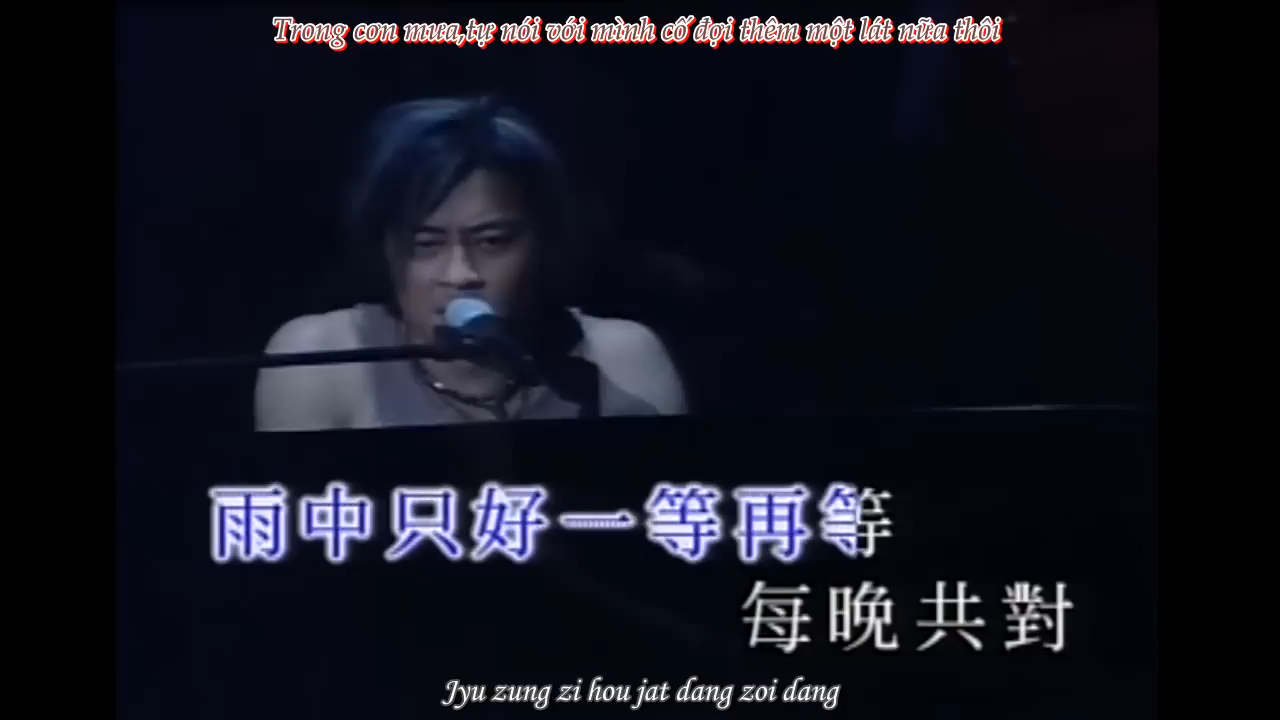 Trong cơn mưa,tự nói với mình cố đợi thêm một lát nữa thôi
雨中只好一等再等
每晚共對
Jyu zung zi hou jat dang zoi dang